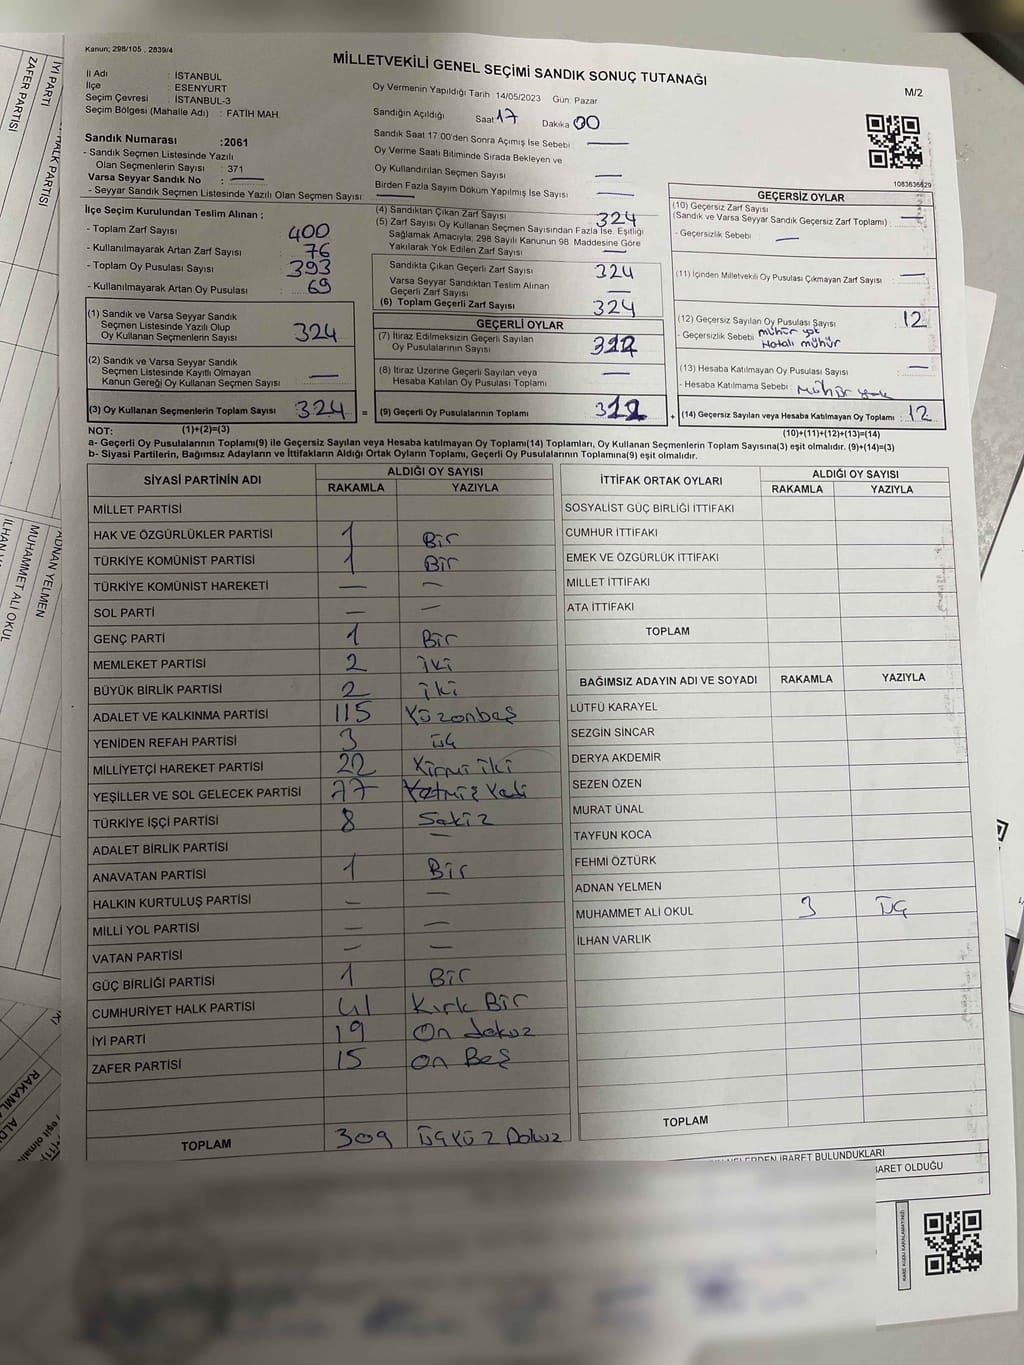 Kanun; 298/105 , 2839/4
MİLLETVEKİLİ GENEL SEÇİMİ SANDIK SONUÇ TUTANAĞI
M/2
İl Adı : İSTANBUL
İlçe : ESENYURT
Seçim Çevresi : İSTANBUL-3
Seçim Bölgesi (Mahalle Adı) : FATİH MAH.
Sandık Numarası :2061
- Sandık Seçmen Listesinde Yazılı
Olan Seçmenlerin Sayısı : 371
Varsa Seyyar Sandık No : —
- Seyyar Sandık Seçmen Listesinde Yazılı Olan Seçmen Sayısı: —
Oy Vermenin Yapıldığı Tarih :14/05/2023 Gün: Pazar
Sandığın Açıldığı Saat 17 Dakika 00
Sandık Saat 17:00'den Sonra Açımış İse Sebebi —
Oy Verme Saati Bitiminde Sırada Bekleyen ve
Oy Kullandırılan Seçmen Sayısı —
Birden Fazla Sayım Döküm Yapılmış İse Sayısı —
1083636629
İlçe Seçim Kurulundan Teslim Alınan ;
- Toplam Zarf Sayısı : 400
- Kullanılmayarak Artan Zarf Sayısı : 76
- Toplam Oy Pusulası Sayısı : 393
- Kullanılmayarak Artan Oy Pusulası : 69
(1) Sandık ve Varsa Seyyar Sandık
Seçmen Listesinde Yazılı Olup
Oy Kullanan Seçmenlerin Sayısı : 324
(2) Sandık ve Varsa Seyyar Sandık
Seçmen Listesinde Kayıtlı Olmayan
Kanun Gereği Oy Kullanan Seçmen Sayısı : —
(3) Oy Kullanan Seçmenlerin Toplam Sayısı : 324
(4) Sandıktan Çıkan Zarf Sayısı : 324
(5) Zarf Sayısı Oy Kullanan Seçmen Sayısından Fazla İse. Eşitliği
Sağlamak Amacıyla; 298 Sayılı Kanunun 98. Maddesine Göre
Yakılarak Yok Edilen Zarf Sayısı : —
Sandıkta Çıkan Geçerli Zarf Sayısı : 324
Varsa Seyyar Sandıktan Teslim Alınan
Geçerli Zarf Sayısı : —
(6) Toplam Geçerli Zarf Sayısı : 324
GEÇERLİ OYLAR
(7) İtiraz Edilmeksizin Geçerli Sayılan
Oy Pusulalarının Sayısı : 312
(8) İtiraz Üzerine Geçerli Sayılan veya
Hesaba Katılan Oy Pusulası Toplamı : —
= (9) Geçerli Oy Pusulalarının Toplamı : 312
GEÇERSİZ OYLAR
(10) Geçersiz Zarf Sayısı
(Sandık ve Varsa Seyyar Sandık Geçersiz Zarf Toplamı) : —
- Geçersizlik Sebebi : —
(11) İçinden Milletvekili Oy Pusulası Çıkmayan Zarf Sayısı : —
(12) Geçersiz Sayılan Oy Pusulası Sayısı : 12
- Geçersizlik Sebebi : mühür yok
Hatalı mühür
(13) Hesaba Katılmayan Oy Pusulası Sayısı : —
- Hesaba Katılmama Sebebi : mühür yok
+ (14) Geçersiz Sayılan veya Hesaba Katılmayan Oy Toplamı : 12
NOT: (1)+(2)=(3) (10)+(11)+(12)+(13)=(14)
a- Geçerli Oy Pusulalarının Toplamı(9) ile Geçersiz Sayılan veya Hesaba katılmayan Oy Toplamı(14) Toplamları, Oy Kullanan Seçmenlerin Toplam Sayısına(3) eşit olmalıdır. (9)+(14)=(3)
b- Siyasi Partilerin, Bağımsız Adayların ve İttifakların Aldığı Ortak Oyların Toplamı, Geçerli Oy Pusulalarının Toplamına(9) eşit olmalıdır.
SİYASİ PARTİNİN ADI ALDIĞI OY SAYISI
RAKAMLA YAZIYLA
MİLLET PARTİSİ
HAK VE ÖZGÜRLÜKLER PARTİSİ 1 Bir
TÜRKİYE KOMÜNİST PARTİSİ 1 Bir
TÜRKİYE KOMÜNİST HAREKETİ — —
SOL PARTİ — —
GENÇ PARTİ 1 Bir
MEMLEKET PARTİSİ 2 iki
BÜYÜK BİRLİK PARTİSİ 2 iki
ADALET VE KALKINMA PARTİSİ 115 Yüzonbeş
YENİDEN REFAH PARTİSİ 3 üç
MİLLİYETÇİ HAREKET PARTİSİ 22 Yirmi iki
YEŞİLLER VE SOL GELECEK PARTİSİ 77 Yetmiş Yedi
TÜRKİYE İŞÇİ PARTİSİ 8 Sekiz
ADALET BİRLİK PARTİSİ —
ANAVATAN PARTİSİ 1 Bir
HALKIN KURTULUŞ PARTİSİ — —
MİLLİ YOL PARTİSİ — —
VATAN PARTİSİ — —
GÜÇ BİRLİĞİ PARTİSİ 1 Bir
CUMHURİYET HALK PARTİSİ 41 Kırk Bir
İYİ PARTİ 19 On dokuz
ZAFER PARTİSİ 15 on Beş
TOPLAM 309 üçyüz Dokuz
İTTİFAK ORTAK OYLARI ALDIĞI OY SAYISI
RAKAMLA YAZIYLA
SOSYALİST GÜÇ BİRLİĞİ İTTİFAKI
CUMHUR İTTİFAKI
EMEK VE ÖZGÜRLÜK İTTİFAKI
MİLLET İTTİFAKI
ATA İTTİFAKI
TOPLAM
BAĞIMSIZ ADAYIN ADI VE SOYADI RAKAMLA YAZIYLA
LÜTFÜ KARAYEL
SEZGİN SİNCAR
DERYA AKDEMİR
SEZEN ÖZEN
MURAT ÜNAL
TAYFUN KOCA
FEHMİ ÖZTÜRK
ADNAN YELMEN
MUHAMMET ALİ OKUL 3 üç
İLHAN VARLIK
TOPLAM
İBARET BULUNDUKLARI
BARET OLDUĞU
İYİ PARTİ
ZAFER PARTİSİ
HALK PARTİSİ
ADNAN YELMEN
MUHAMMET ALİ OKUL